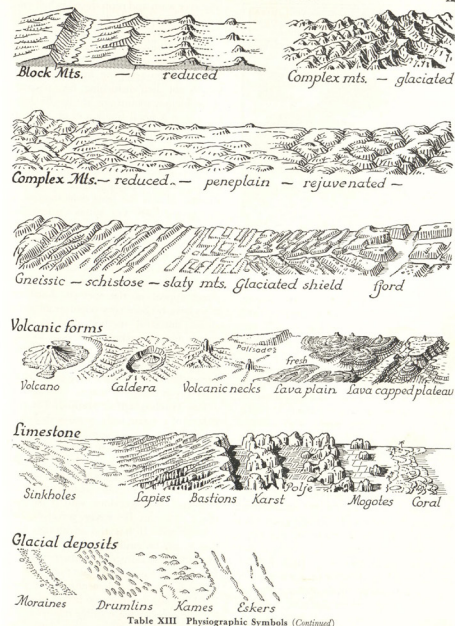 Block Mts. — reduced
Complex mts. — glaciated
Complex Mts. — reduced — peneplain — rejuvenated —
Gneissic — schistose — slaty mts. Glaciated shield fjord
Volcanic forms
Palisades
fresh
Volcano Caldera Volcanic necks Lava plain Lava capped plateau
Limestone
Polje
Sinkholes Lapies Bastions Karst Mogotes Coral
Glacial deposits
Moraines Drumlins Kames Eskers
Table XIII Physiographic Symbols (Continued)